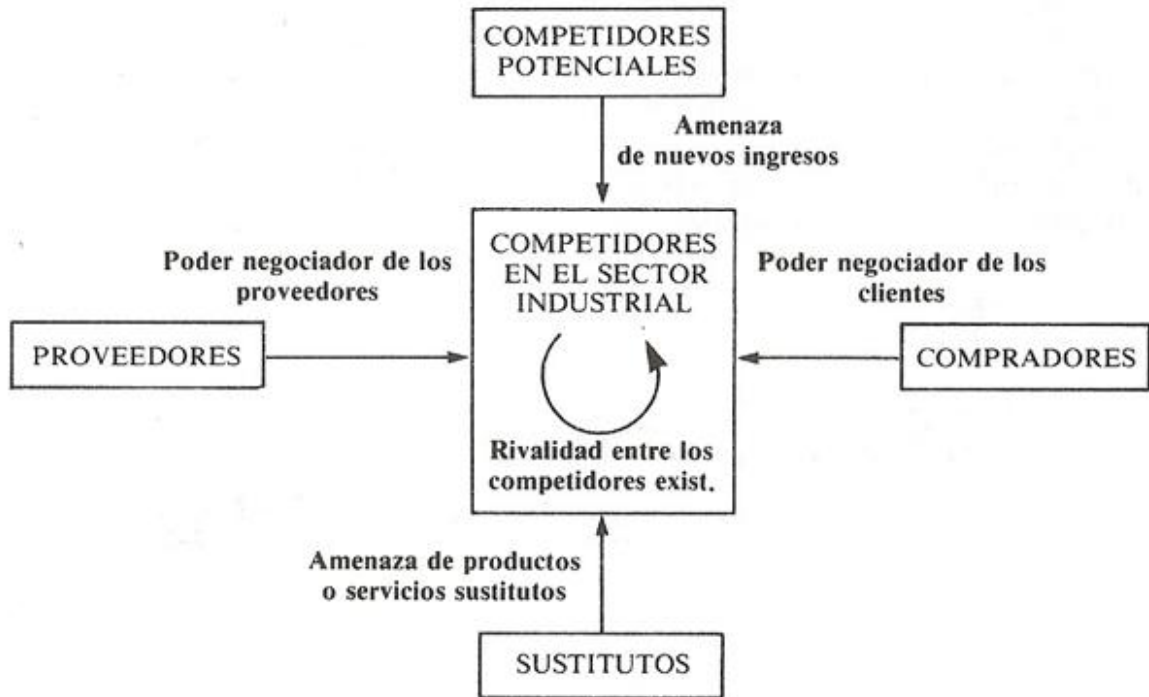 COMPETIDORES
POTENCIALES
Amenaza
de nuevos ingresos
COMPETIDORES
EN EL SECTOR
INDUSTRIAL
Poder negociador de los
proveedores
Poder negociador de los
clientes
PROVEEDORES
COMPRADORES
Rivalidad entre los
competidores exist.
Amenaza de productos
o servicios sustitutos
SUSTITUTOS